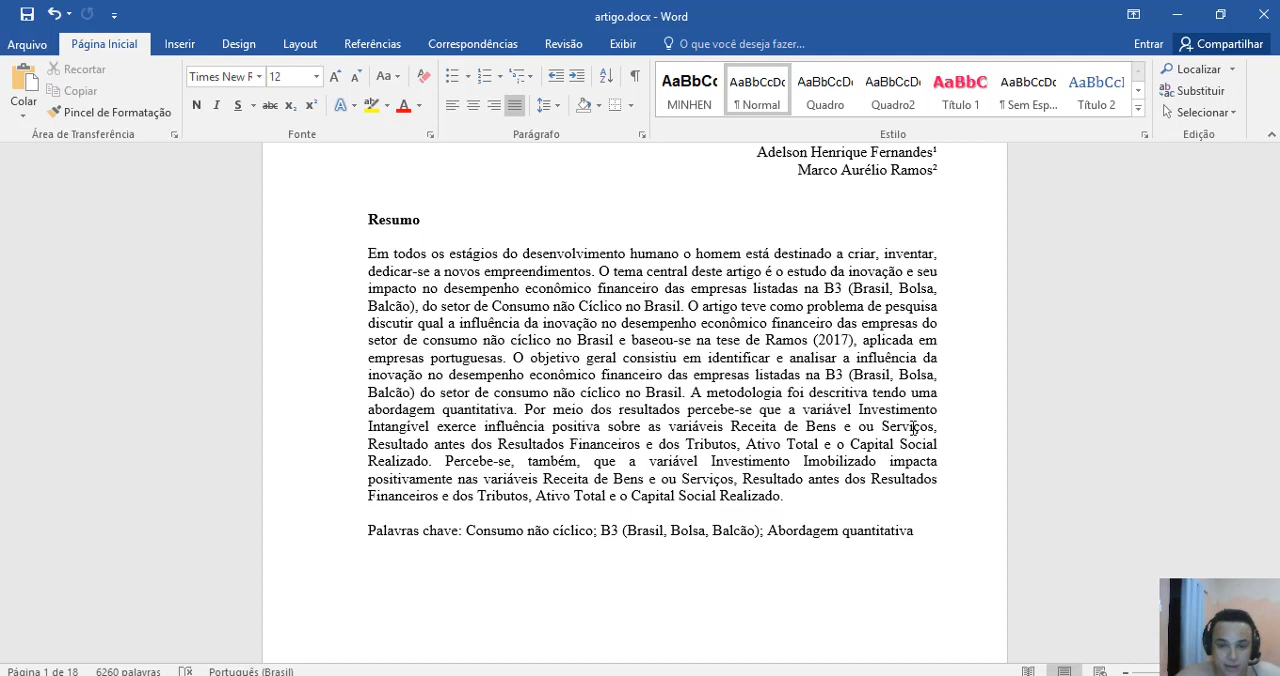 artigo.docx - Word
Arquivo Página Inicial Inserir Design Layout Referências Correspondências Revisão Exibir O que você deseja fazer... Entrar Compartilhar
Colar Recortar Copiar Pincel de Formatação
Times New R 12 Aa
N I S abc x₂ x² A A
AaBbCc AaBbCcDc AaBbCcDc AaBbCcDc AaBbC AaBbCcDc AaBbCcI
MINHEN ¶ Normal Quadro Quadro2 Título 1 ¶ Sem Esp... Título 2
Localizar
Substituir
Selecionar
Área de Transferência Fonte Parágrafo Estilo Edição
Adelson Henrique Fernandes¹
Marco Aurélio Ramos²
Resumo
Em todos os estágios do desenvolvimento humano o homem está destinado a criar, inventar,
dedicar-se a novos empreendimentos. O tema central deste artigo é o estudo da inovação e seu
impacto no desempenho econômico financeiro das empresas listadas na B3 (Brasil, Bolsa,
Balcão), do setor de Consumo não Cíclico no Brasil. O artigo teve como problema de pesquisa
discutir qual a influência da inovação no desempenho econômico financeiro das empresas do
setor de consumo não cíclico no Brasil e baseou-se na tese de Ramos (2017), aplicada em
empresas portuguesas. O objetivo geral consistiu em identificar e analisar a influência da
inovação no desempenho econômico financeiro das empresas listadas na B3 (Brasil, Bolsa,
Balcão) do setor de consumo não cíclico no Brasil. A metodologia foi descritiva tendo uma
abordagem quantitativa. Por meio dos resultados percebe-se que a variável Investimento
Intangível exerce influência positiva sobre as variáveis Receita de Bens e ou Serviços,
Resultado antes dos Resultados Financeiros e dos Tributos, Ativo Total e o Capital Social
Realizado. Percebe-se, também, que a variável Investimento Imobilizado impacta
positivamente nas variáveis Receita de Bens e ou Serviços, Resultado antes dos Resultados
Financeiros e dos Tributos, Ativo Total e o Capital Social Realizado.
Palavras chave: Consumo não cíclico; B3 (Brasil, Bolsa, Balcão); Abordagem quantitativa
Página 1 de 18 6260 palavras Português (Brasil)